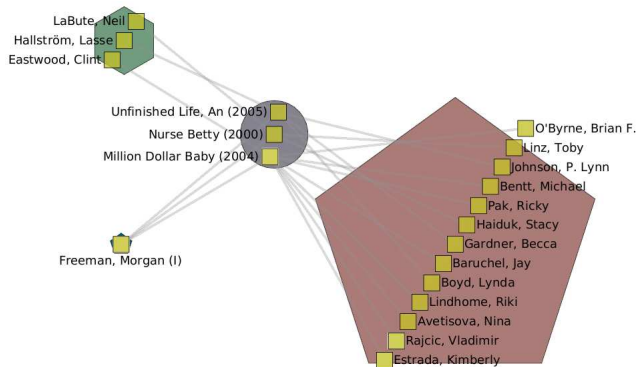 LaBute, Neil
Hallström, Lasse
Eastwood, Clint
Unfinished Life, An (2005)
Nurse Betty (2000)
Million Dollar Baby (2004)
Freeman, Morgan (I)
O'Byrne, Brian F.
Linz, Toby
Johnson, P. Lynn
Bentt, Michael
Pak, Ricky
Haiduk, Stacy
Gardner, Becca
Baruchel, Jay
Boyd, Lynda
Lindhome, Riki
Avetisova, Nina
Rajcic, Vladimir
Estrada, Kimberly